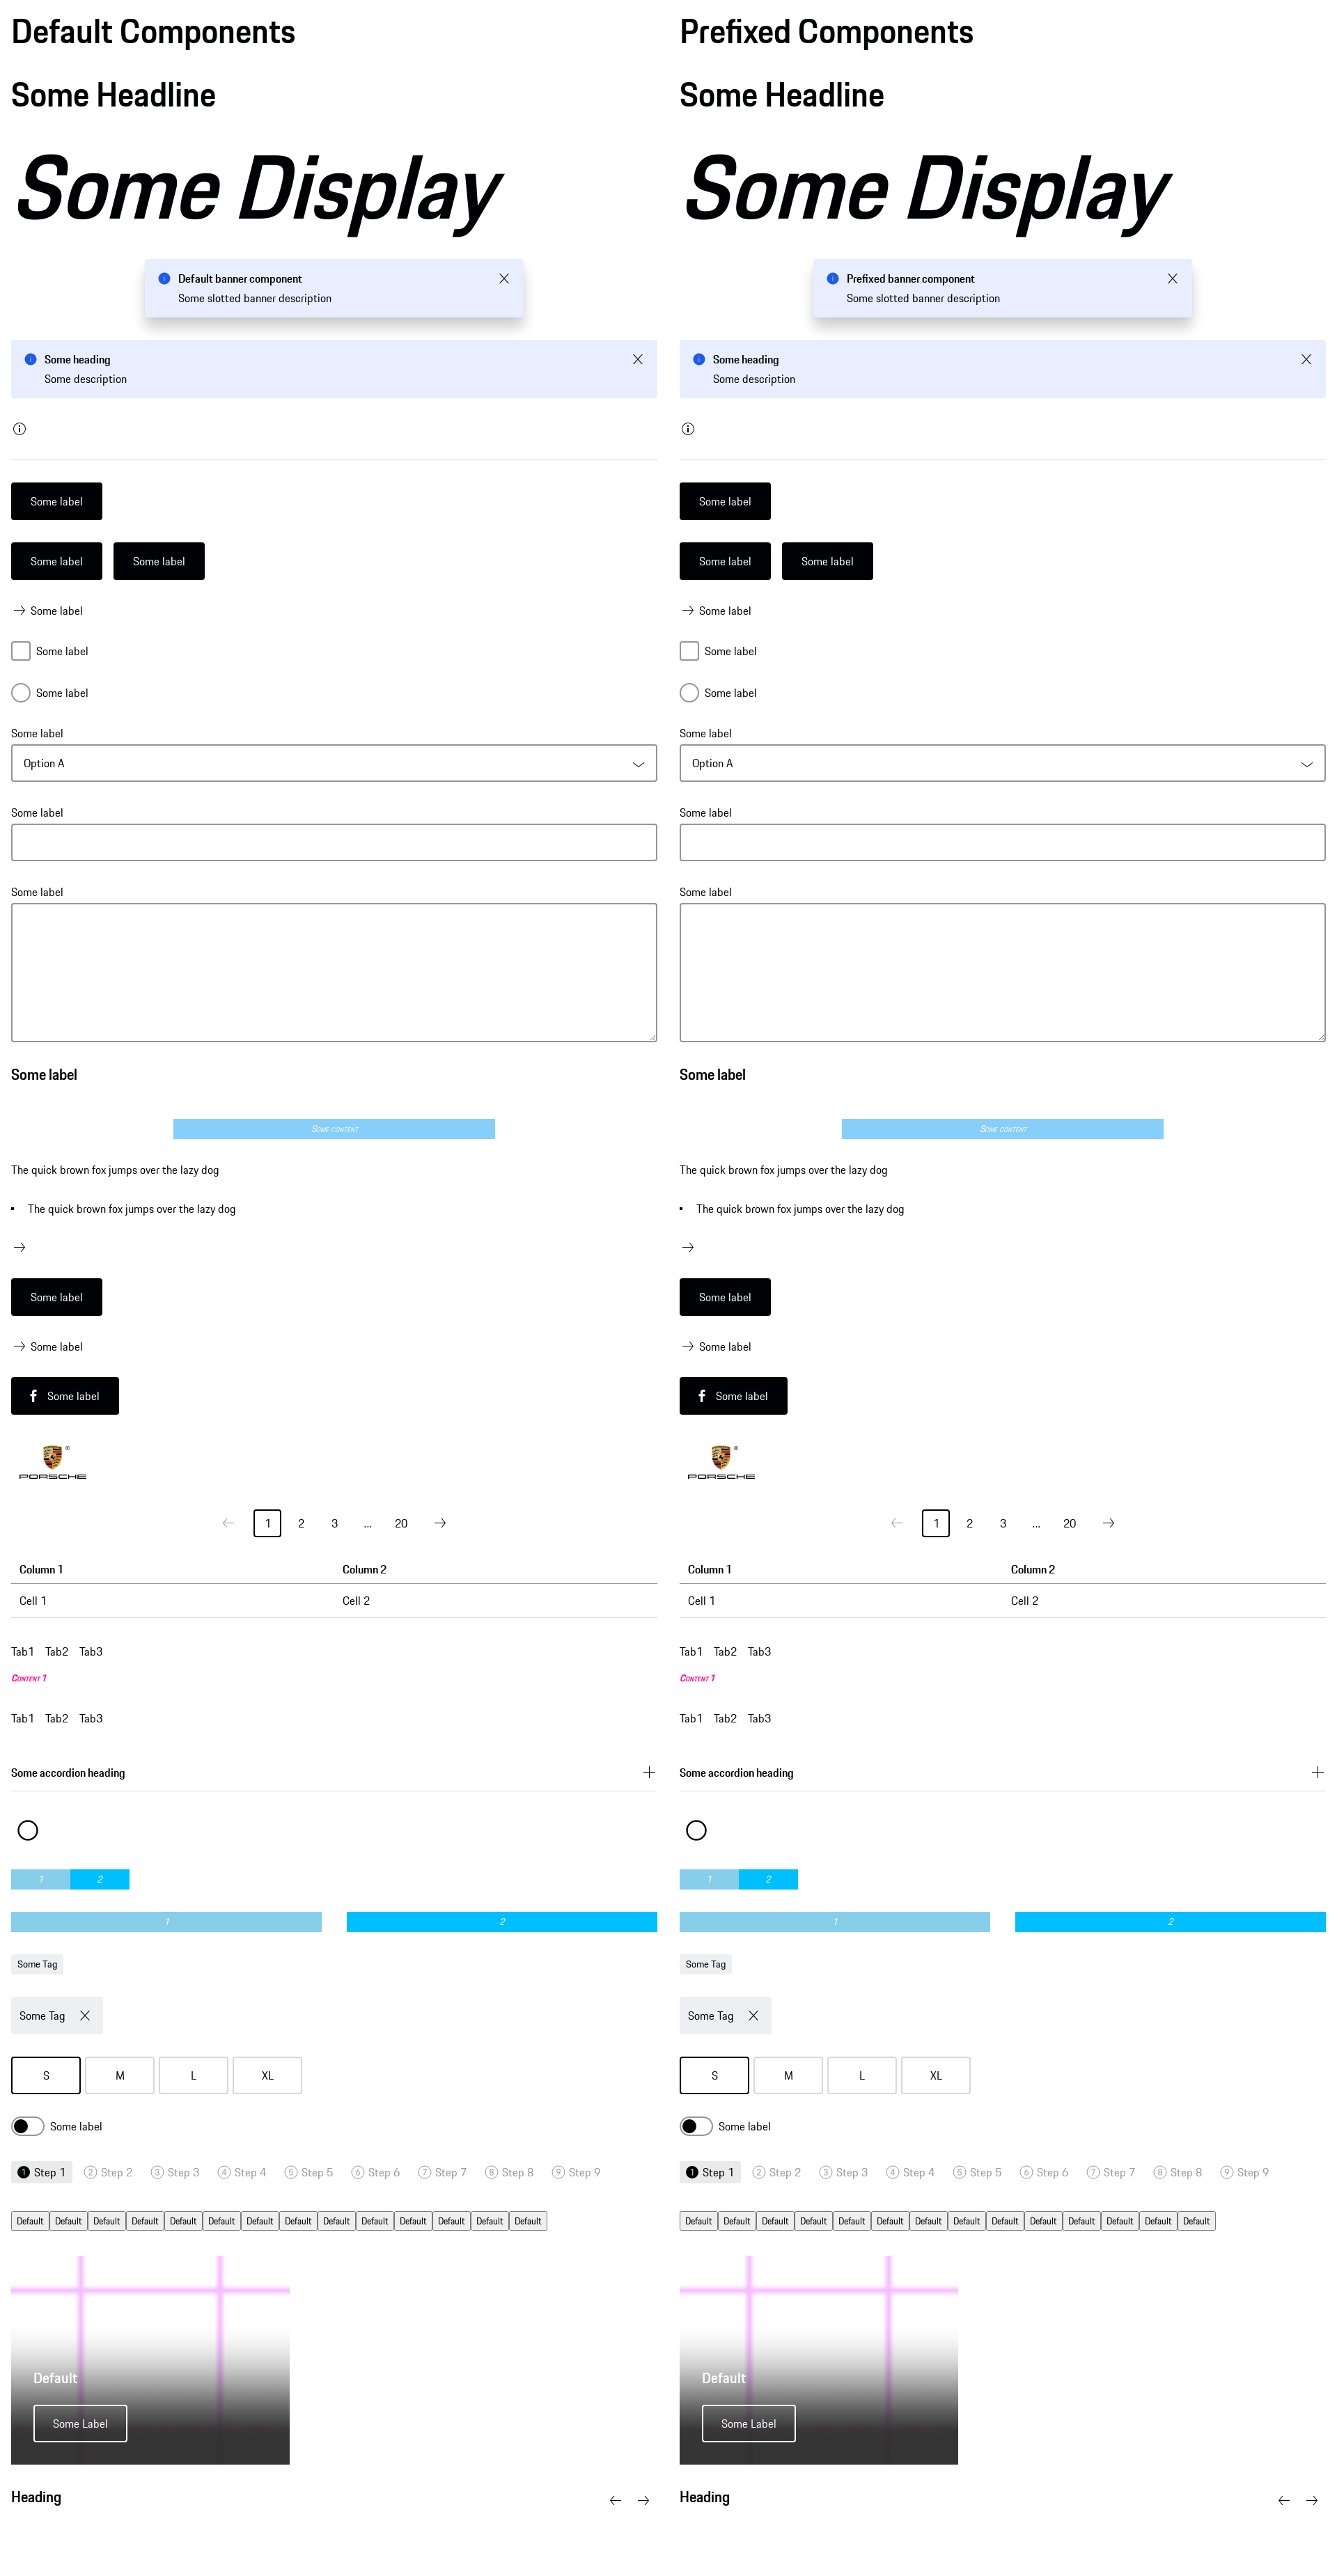 Default Components
Some Headline
Some Display
Default banner component
Some slotted banner description
Some heading
Some description
Some label
Some label Some label
Some label
Some label
Some label
Some label
Option A
Some label
Some label
Some label
Some content
The quick brown fox jumps over the lazy dog
The quick brown fox jumps over the lazy dog
Some label
Some label
Some label
PORSCHE
1 2 3 ... 20
Column 1 Column 2
Cell 1 Cell 2
Tab1 Tab2 Tab3
Content 1
Tab1 Tab2 Tab3
Some accordion heading
1 2
1 2
Some Tag
Some Tag
S M L XL
Some label
1 Step 1 2 Step 2 3 Step 3 4 Step 4 5 Step 5 6 Step 6 7 Step 7 8 Step 8 9 Step 9
Default Default Default Default Default Default Default Default Default Default Default Default Default Default
Default
Some Label
Heading
Prefixed Components
Some Headline
Some Display
Prefixed banner component
Some slotted banner description
Some heading
Some description
Some label
Some label Some label
Some label
Some label
Some label
Some label
Option A
Some label
Some label
Some label
Some content
The quick brown fox jumps over the lazy dog
The quick brown fox jumps over the lazy dog
Some label
Some label
Some label
PORSCHE
1 2 3 ... 20
Column 1 Column 2
Cell 1 Cell 2
Tab1 Tab2 Tab3
Content 1
Tab1 Tab2 Tab3
Some accordion heading
1 2
1 2
Some Tag
Some Tag
S M L XL
Some label
1 Step 1 2 Step 2 3 Step 3 4 Step 4 5 Step 5 6 Step 6 7 Step 7 8 Step 8 9 Step 9
Default Default Default Default Default Default Default Default Default Default Default Default Default Default
Default
Some Label
Heading